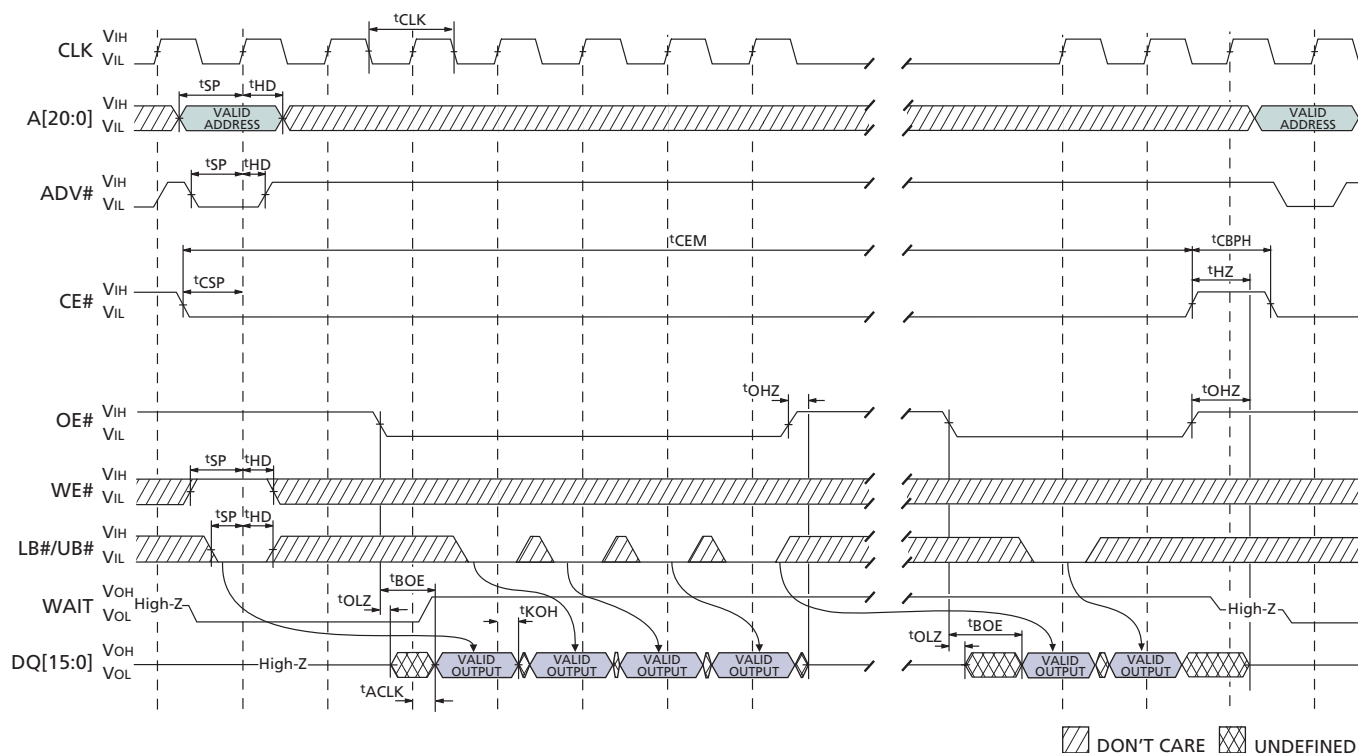 CLK VIH VIL tCLK
A[20:0] VIH VIL tSP tHD VALID ADDRESS VALID ADDRESS
ADV# VIH VIL tSP tHD
tCEM tCBPH
CE# VIH VIL tCSP tHZ
OE# VIH VIL tOHZ tOHZ
WE# VIH VIL tSP tHD
LB#/UB# VIH VIL tSP tHD
WAIT VOH VOL High-Z tBOE tOLZ tKOH tBOE tOLZ High-Z
DQ[15:0] VOH VOL High-Z VALID OUTPUT VALID OUTPUT VALID OUTPUT VALID OUTPUT VALID OUTPUT VALID OUTPUT
tACLK
DON'T CARE UNDEFINED